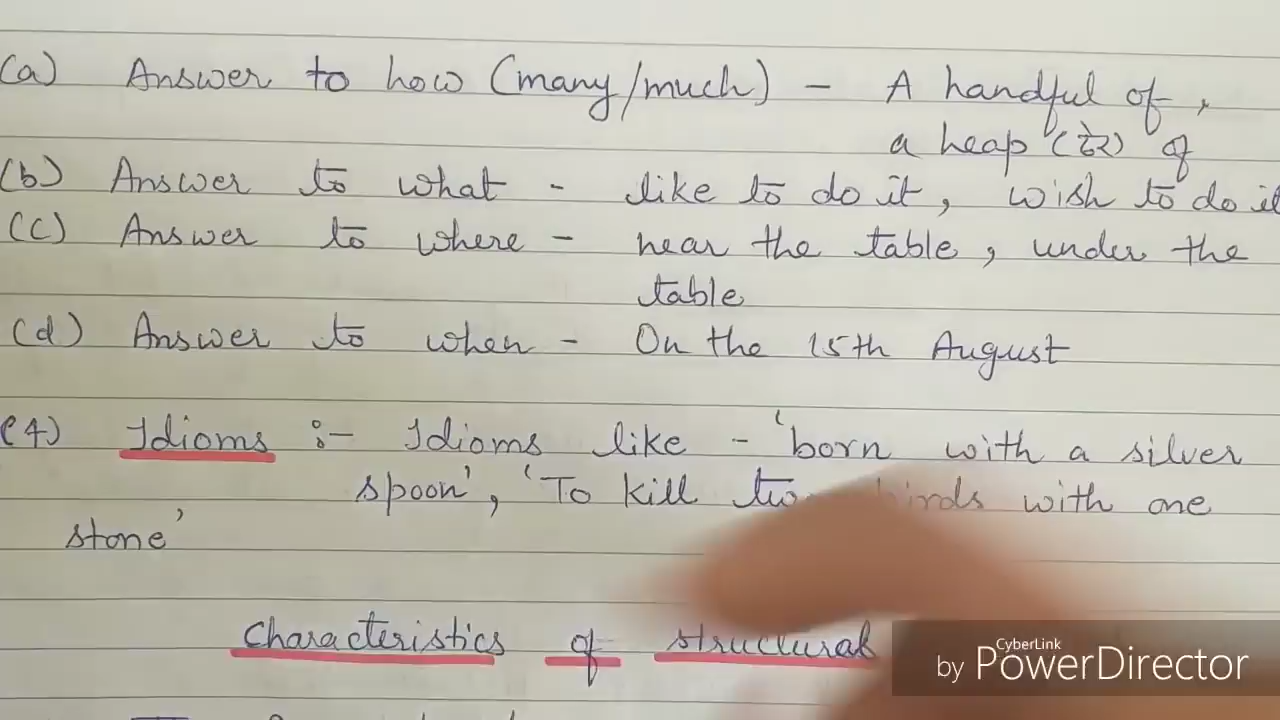 (a) Answer to how (many/much) - A handful of,
a heap (ढेर) of
(b) Answer to what - like to do it, wish to do it
(c) Answer to where - near the table, under the
table
(d) Answer to when - On the 15th August
(4) Idioms :- Idioms like - 'born with a silver
spoon', 'To kill two birds with one
stone'
Characteristics of structural
CyberLink
by PowerDirector